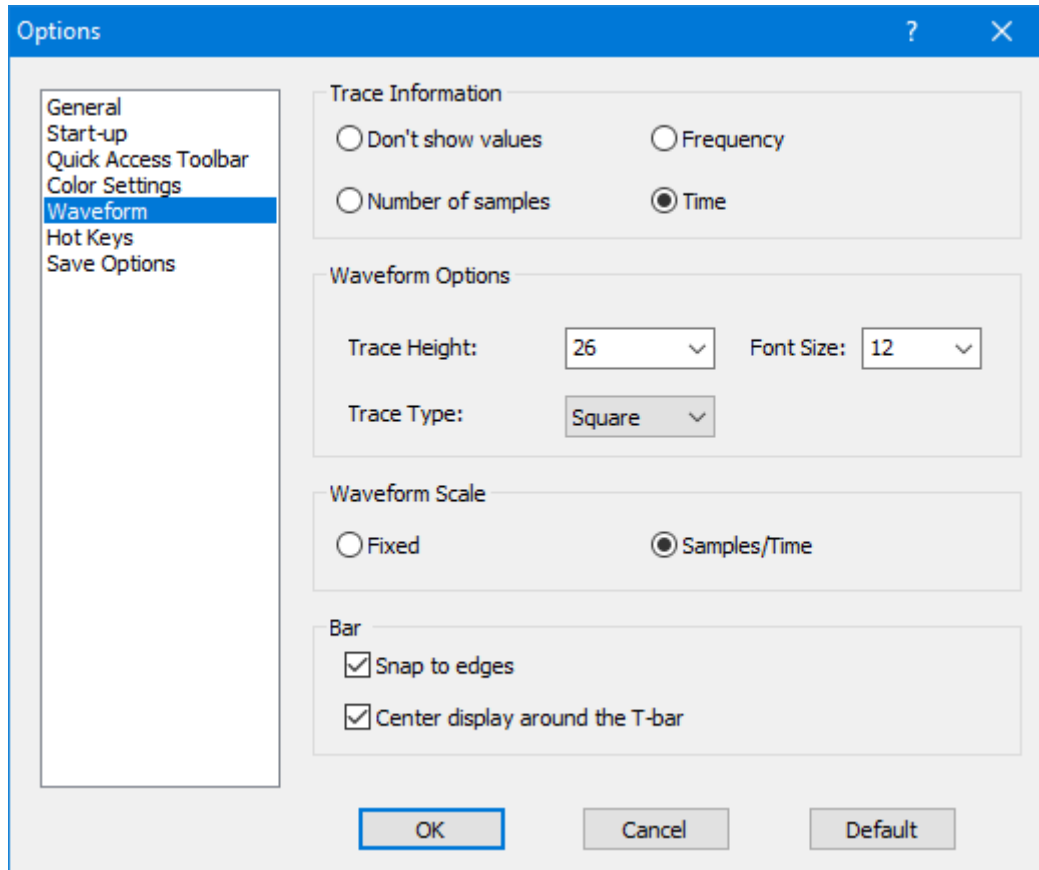 Options
General
Start-up
Quick Access Toolbar
Color Settings
Waveform
Hot Keys
Save Options
Trace Information
Don't show values
Frequency
Number of samples
Time
Waveform Options
Trace Height: 26 Font Size: 12
Trace Type: Square
Waveform Scale
Fixed
Samples/Time
Bar
Snap to edges
Center display around the T-bar
OK Cancel Default